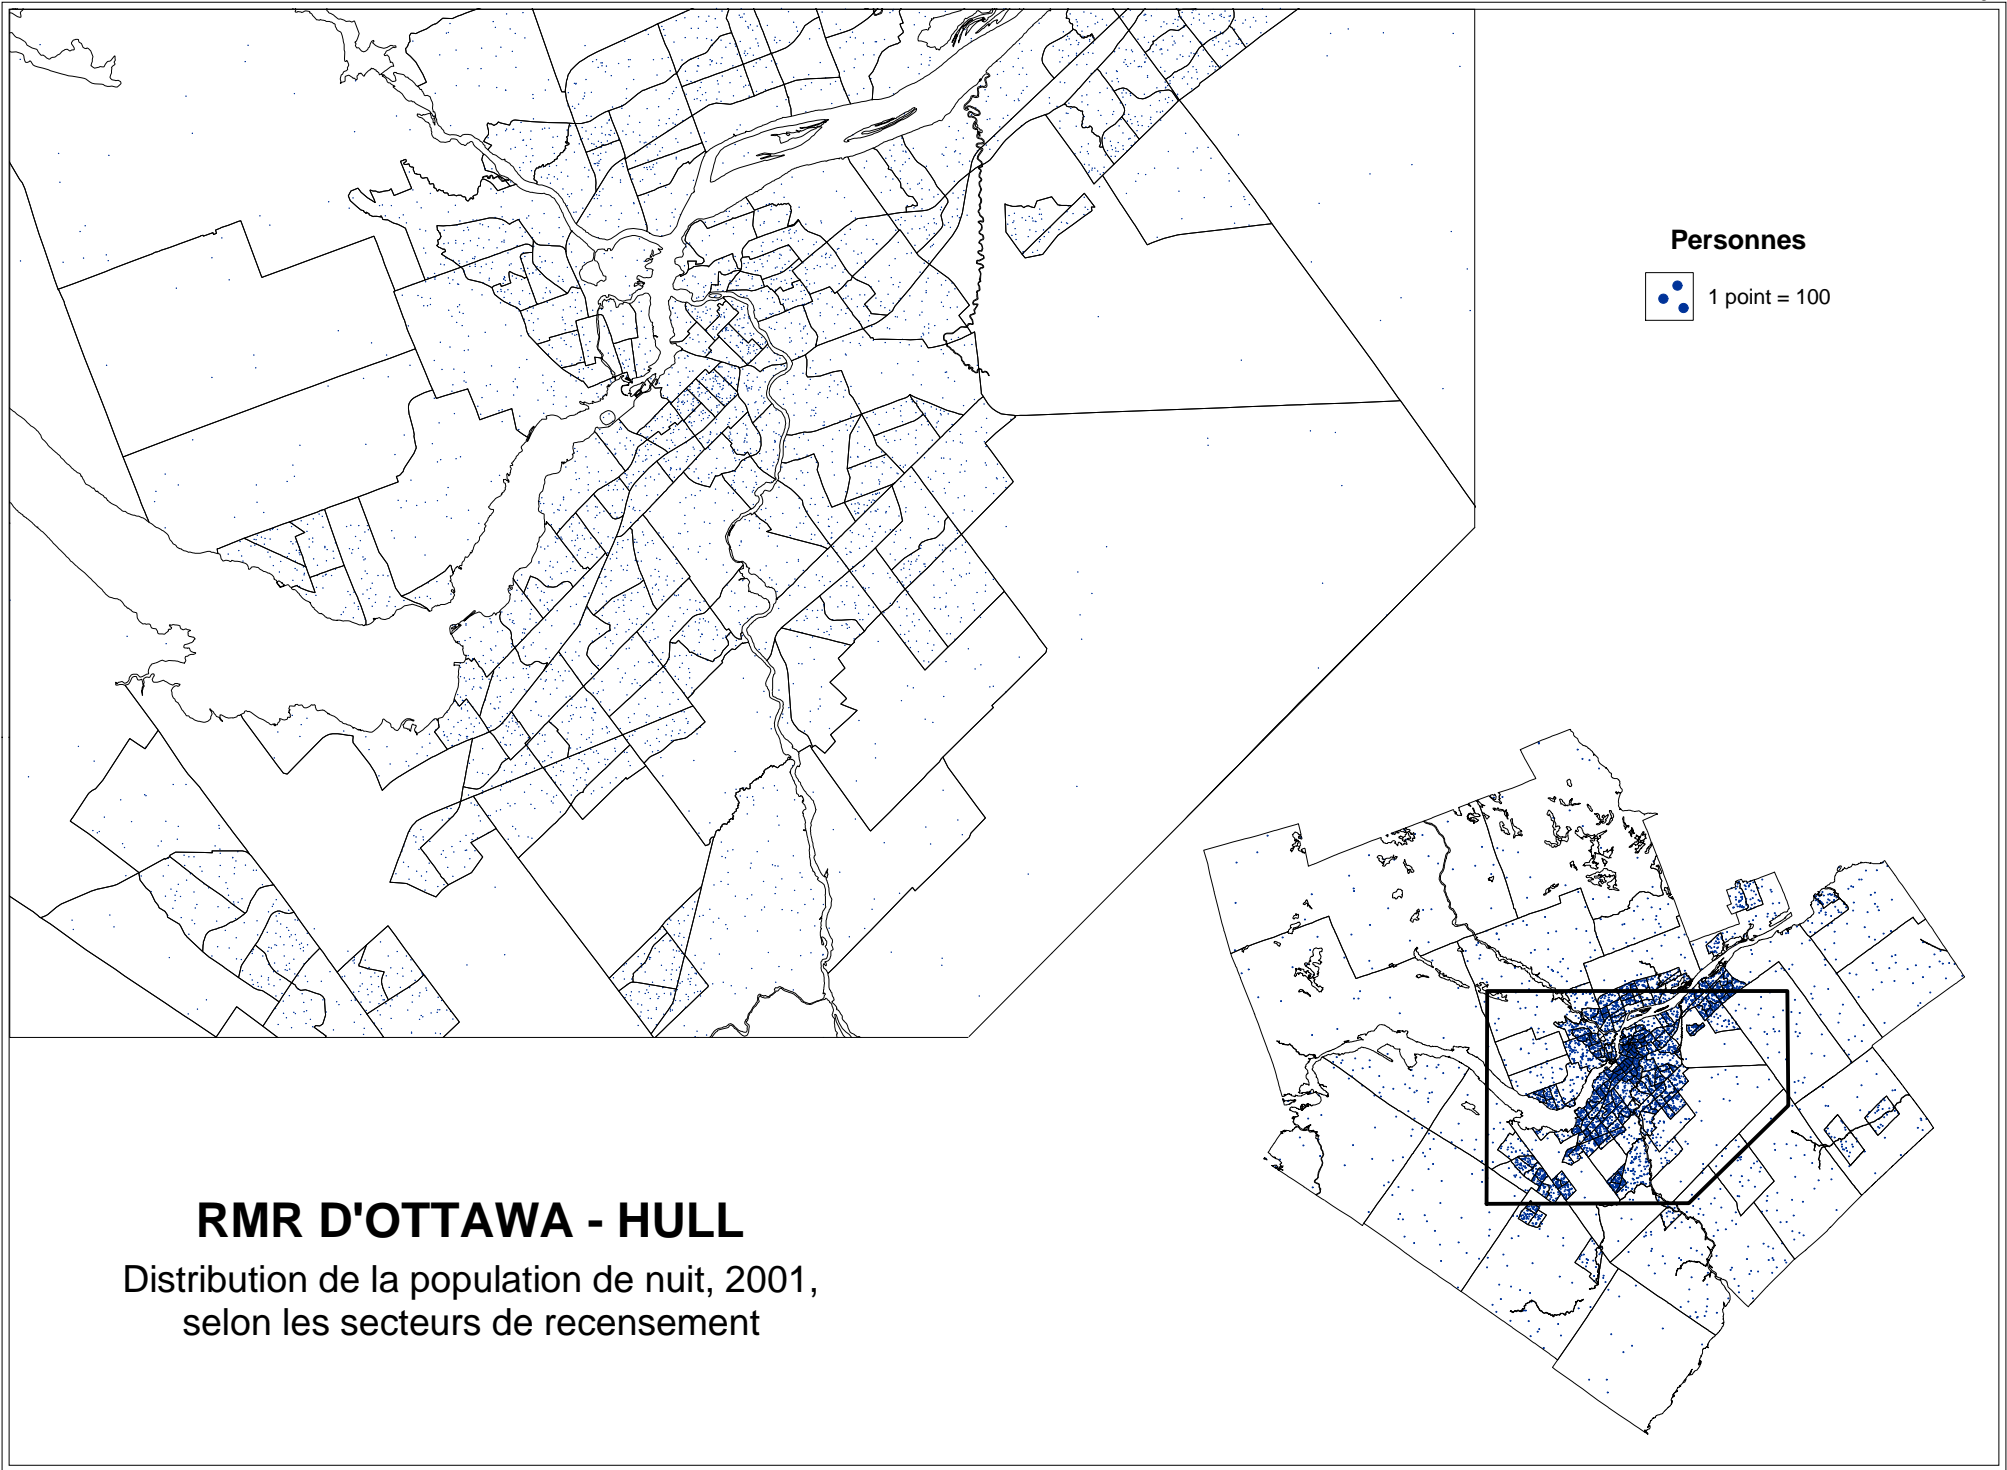 Personnes
1 point = 100
RMR D'OTTAWA - HULL
Distribution de la population de nuit, 2001,
selon les secteurs de recensement